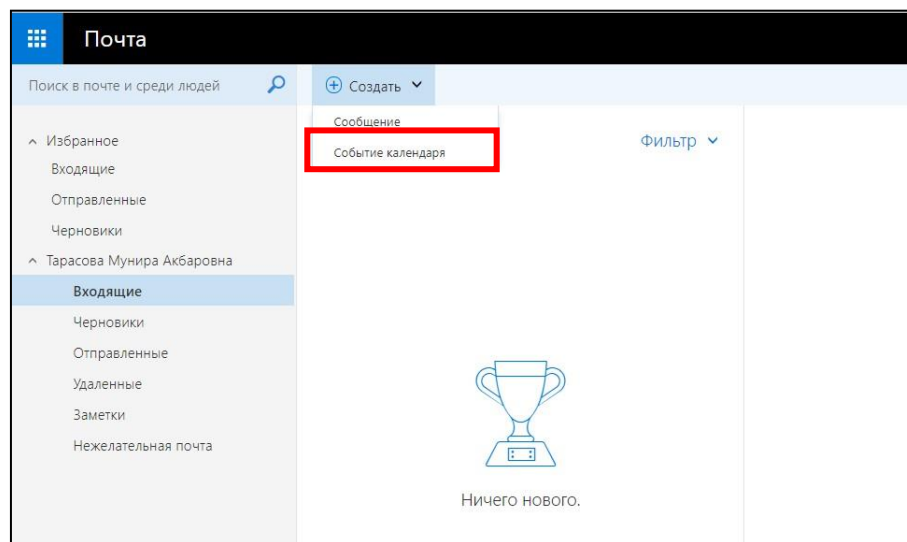 Почта
Поиск в почте и среди людей
Создать
Сообщение
Событие календаря
Фильтр
Избранное
Входящие
Отправленные
Черновики
Тарасова Мунира Акбаровна
Входящие
Черновики
Отправленные
Удаленные
Заметки
Нежелательная почта
Ничего нового.